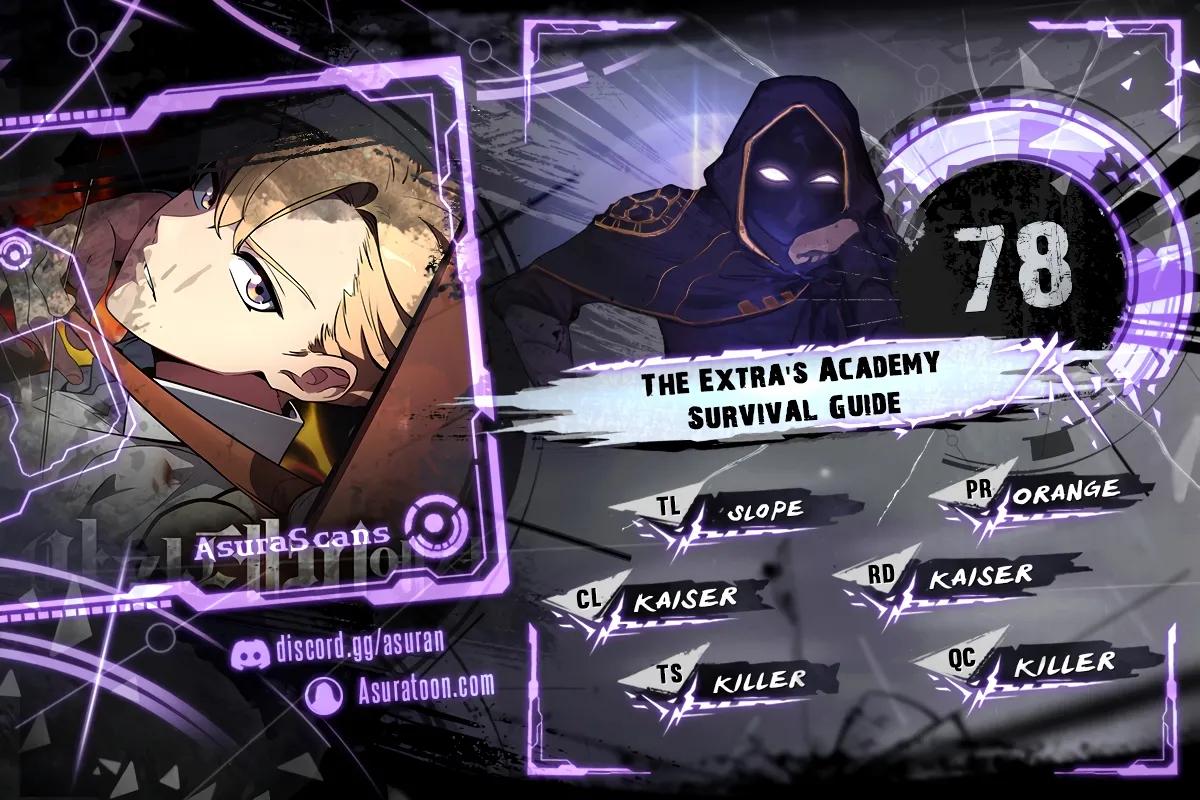 78
The Extra's Academy
Survival Guide
TL SLOPE
PR ORANGE
CL KAISER
RD KAISER
TS KILLER
QC KILLER
AsuraScans
discord.gg/asuran
Asuratoon.com